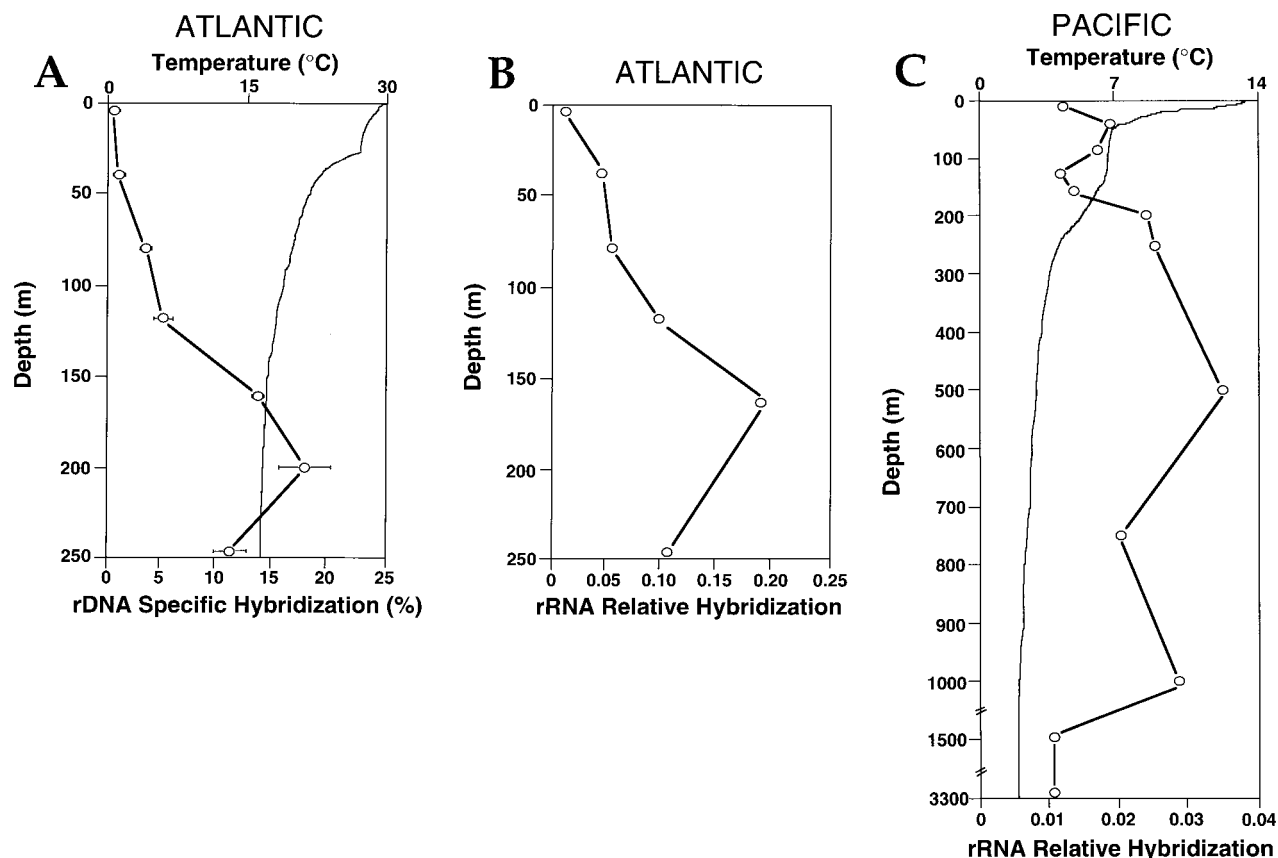 A
ATLANTIC
Temperature (°C)
0 15 30
0
50
100
150
200
250
Depth (m)
0 5 10 15 20 25
rDNA Specific Hybridization (%)
B
ATLANTIC
0
50
100
150
200
250
Depth (m)
0 0.05 0.10 0.15 0.20 0.25
rRNA Relative Hybridization
C
PACIFIC
Temperature (°C)
0 7 14
0
100
200
300
400
500
600
700
800
900
1000
1500
3300
Depth (m)
0 0.01 0.02 0.03 0.04
rRNA Relative Hybridization